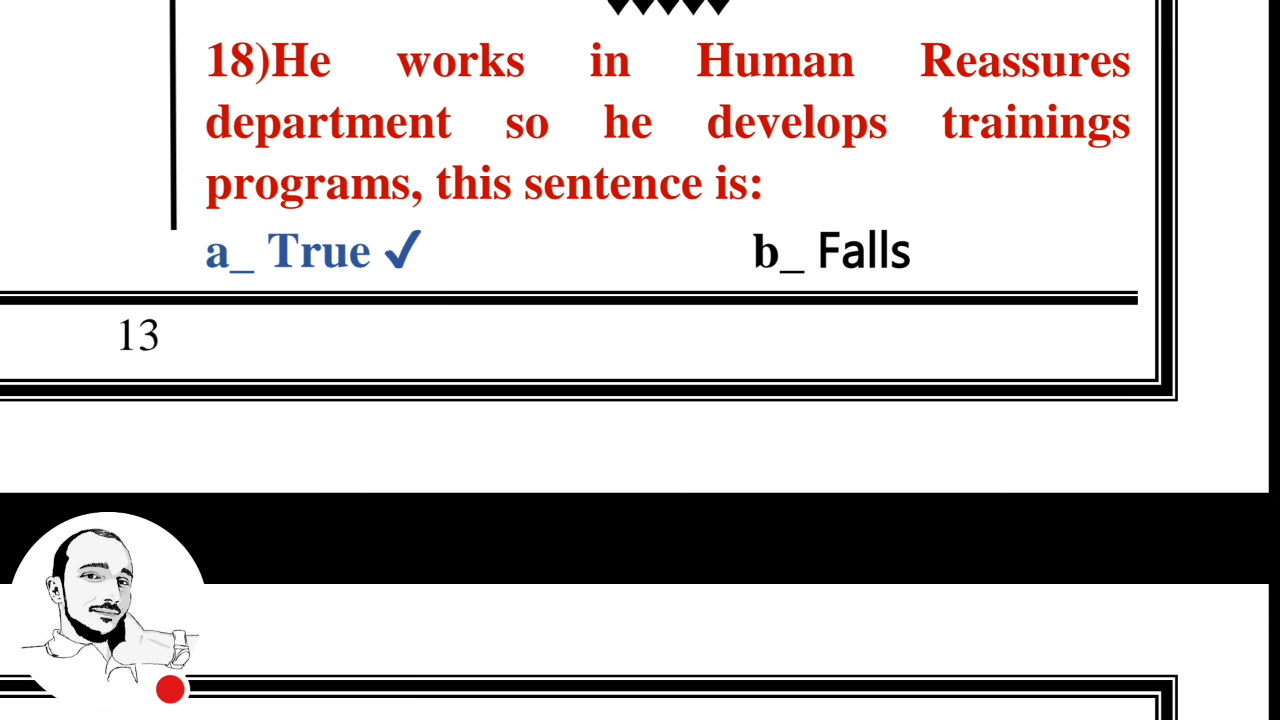 18)He works in Human Reassures
department so he develops trainings
programs, this sentence is:
a_ True ✓ b_ Falls
13